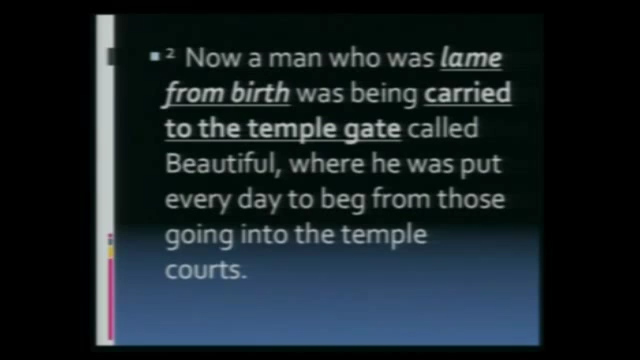 2 Now a man who was lame
from birth was being carried
to the temple gate called
Beautiful, where he was put
every day to beg from those
going into the temple
courts.